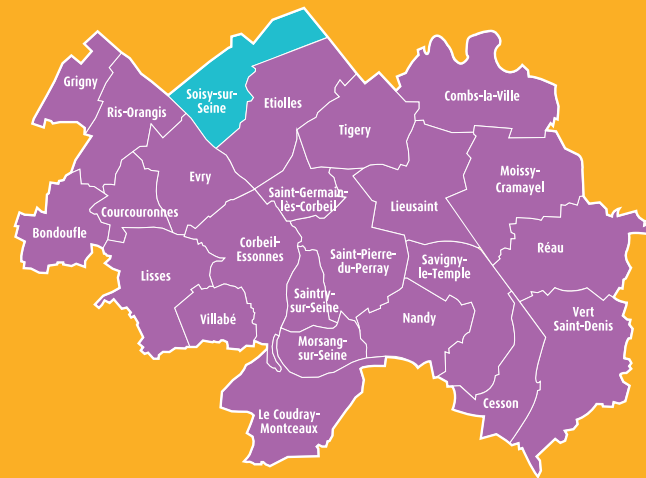 Grigny
Ris-Orangis
Soisy-sur-
Seine
Etiolles
Combs-la-Ville
Tigery
Evry
Moissy-
Cramayel
Saint-Germain-
lès-Corbeil
Lieusaint
Courcouronnes
Bondoufle
Corbeil-
Essonnes
Saint-Pierre-
du-Perray
Savigny-
le-Temple
Réau
Lisses
Saintry-
sur-Seine
Villabé
Nandy
Vert
Saint-Denis
Morsang-
sur-Seine
Cesson
Le Coudray-
Montceaux